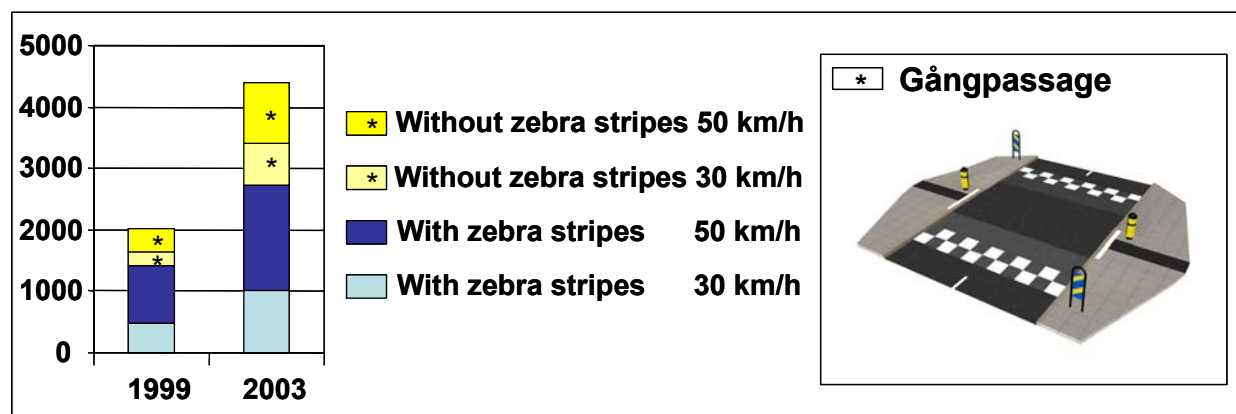 5000
4000
3000
2000
1000
0
1999 2003
* Without zebra stripes 50 km/h
* Without zebra stripes 30 km/h
With zebra stripes 50 km/h
With zebra stripes 30 km/h
* Gångpassage